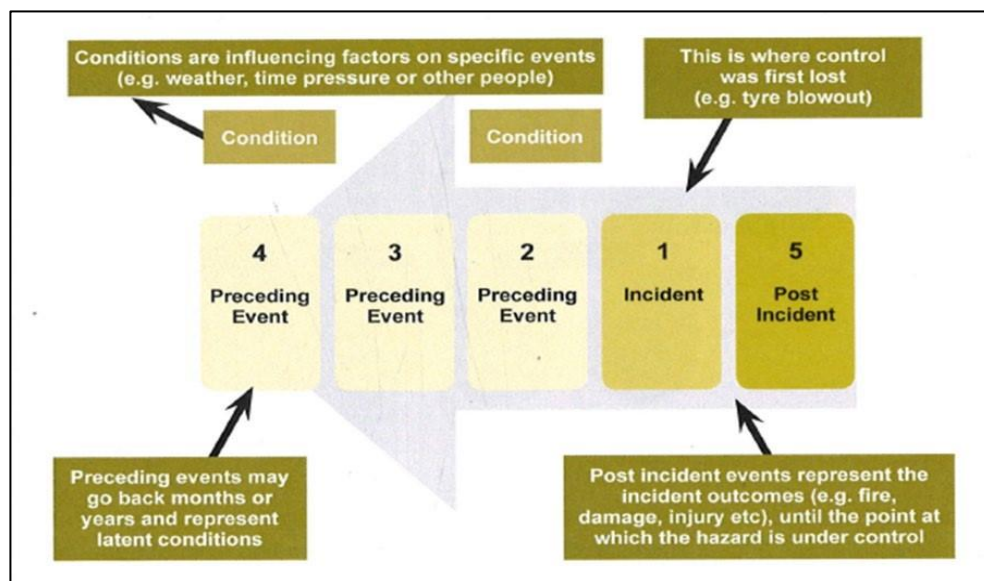 Conditions are influencing factors on specific events
(e.g. weather, time pressure or other people)
This is where control
was first lost
(e.g. tyre blowout)
Condition
Condition
4
Preceding
Event
3
Preceding
Event
2
Preceding
Event
1
Incident
5
Post
Incident
Preceding events may
go back months or
years and represent
latent conditions
Post incident events represent the
incident outcomes (e.g. fire,
damage, injury etc), until the point at
which the hazard is under control